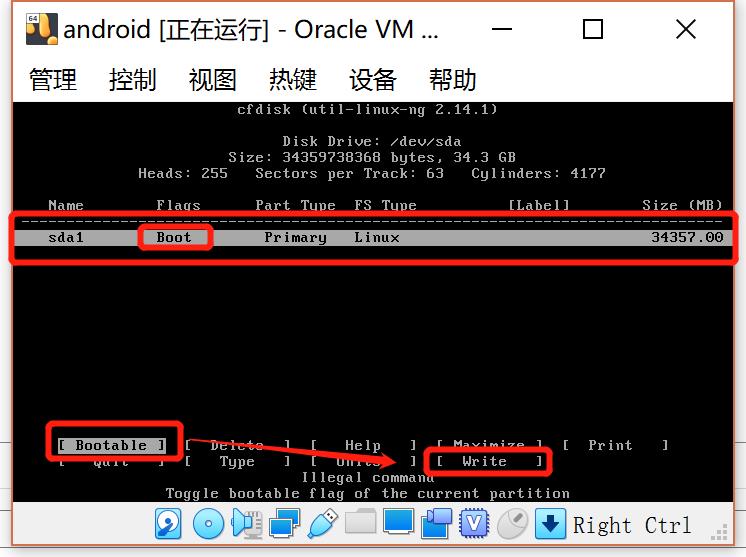 64
android [正在运行] - Oracle VM ...
管理 控制 视图 热键 设备 帮助
cfdisk (util-linux-ng 2.14.1)
Disk Drive: /dev/sda
Size: 34359738368 bytes, 34.3 GB
Heads: 255 Sectors per Track: 63 Cylinders: 4177
Name Flags Part Type FS Type [Label] Size (MB)
sda1 Boot Primary Linux 34357.00
[ Bootable ] [ Delete ] [ Help ] [ Maximize ] [ Print ]
[ Quit ] [ Type ] [ Units ] [ Write ]
Illegal command
Toggle bootable flag of the current partition
V
Right Ctrl